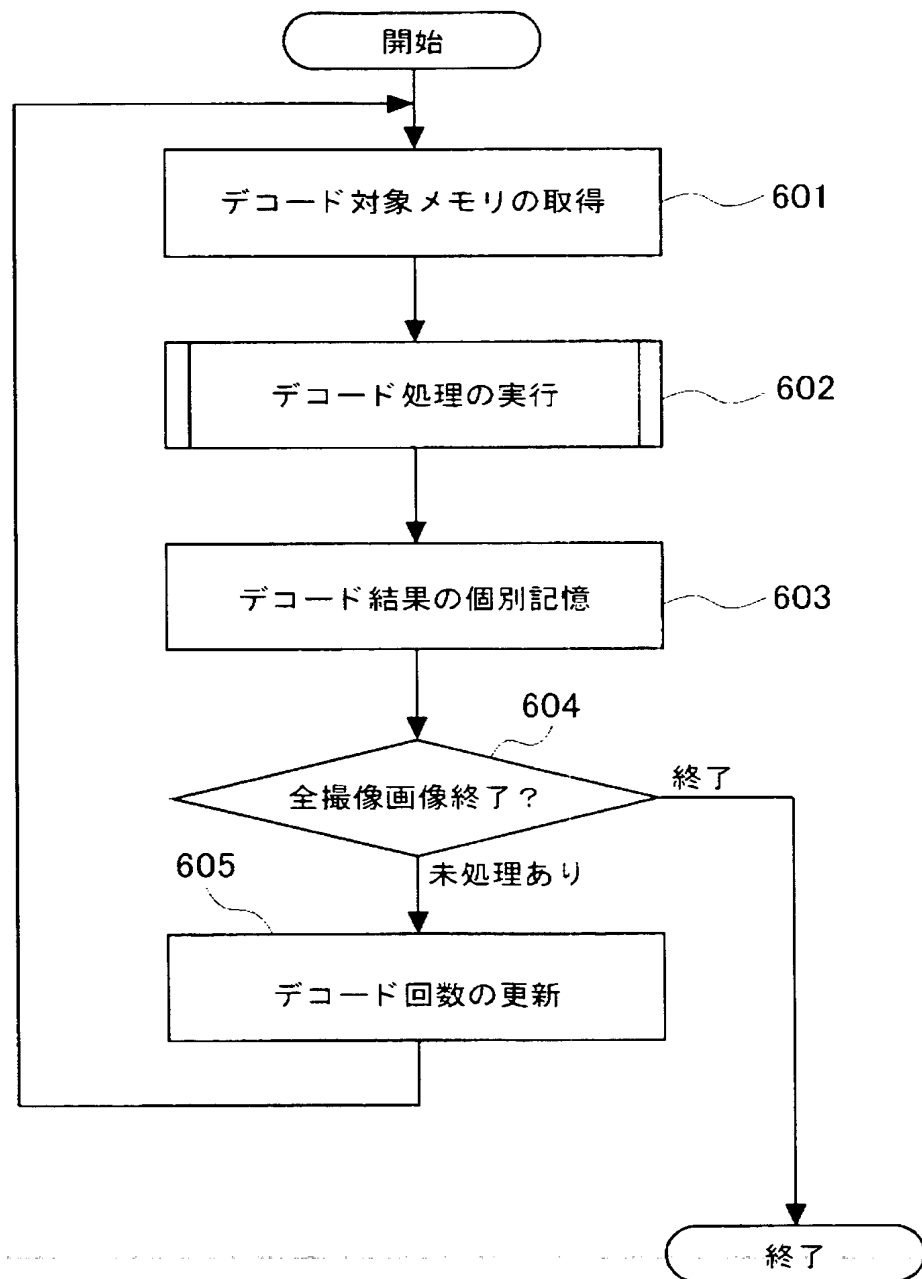 開始
デコード対象メモリの取得
601
デコード処理の実行
602
デコード結果の個別記憶
603
604
全撮像画像終了?
終了
未処理あり
605
デコード回数の更新
終了